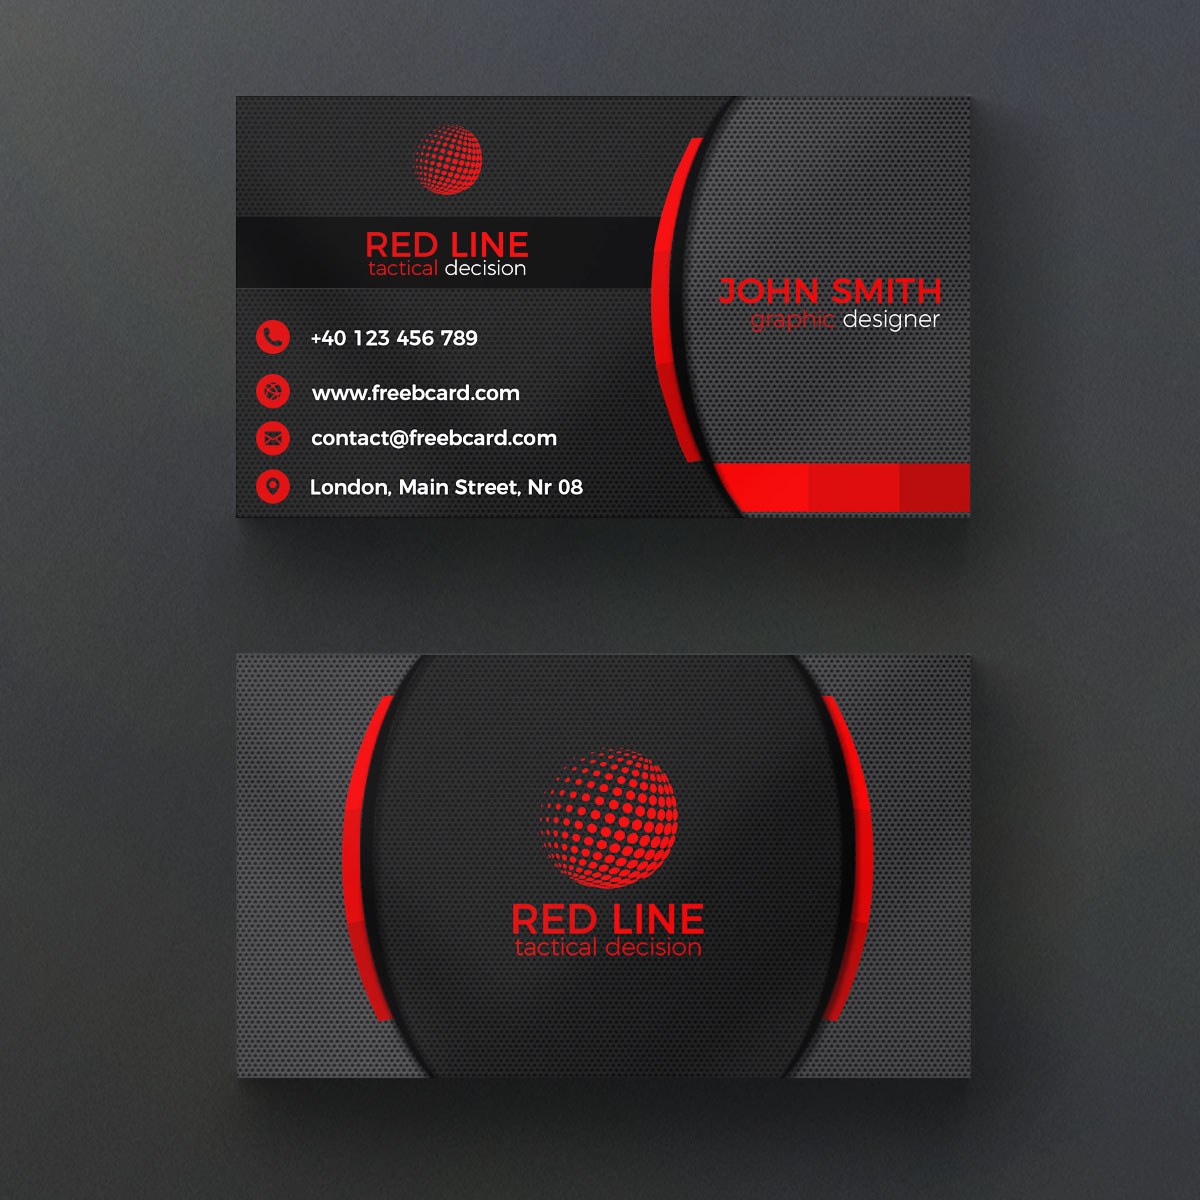 RED LINE
tactical decision
+40 123 456 789
www.freebcard.com
contact@freebcard.com
London, Main Street, Nr 08
JOHN SMITH
graphic designer
RED LINE
tactical decision